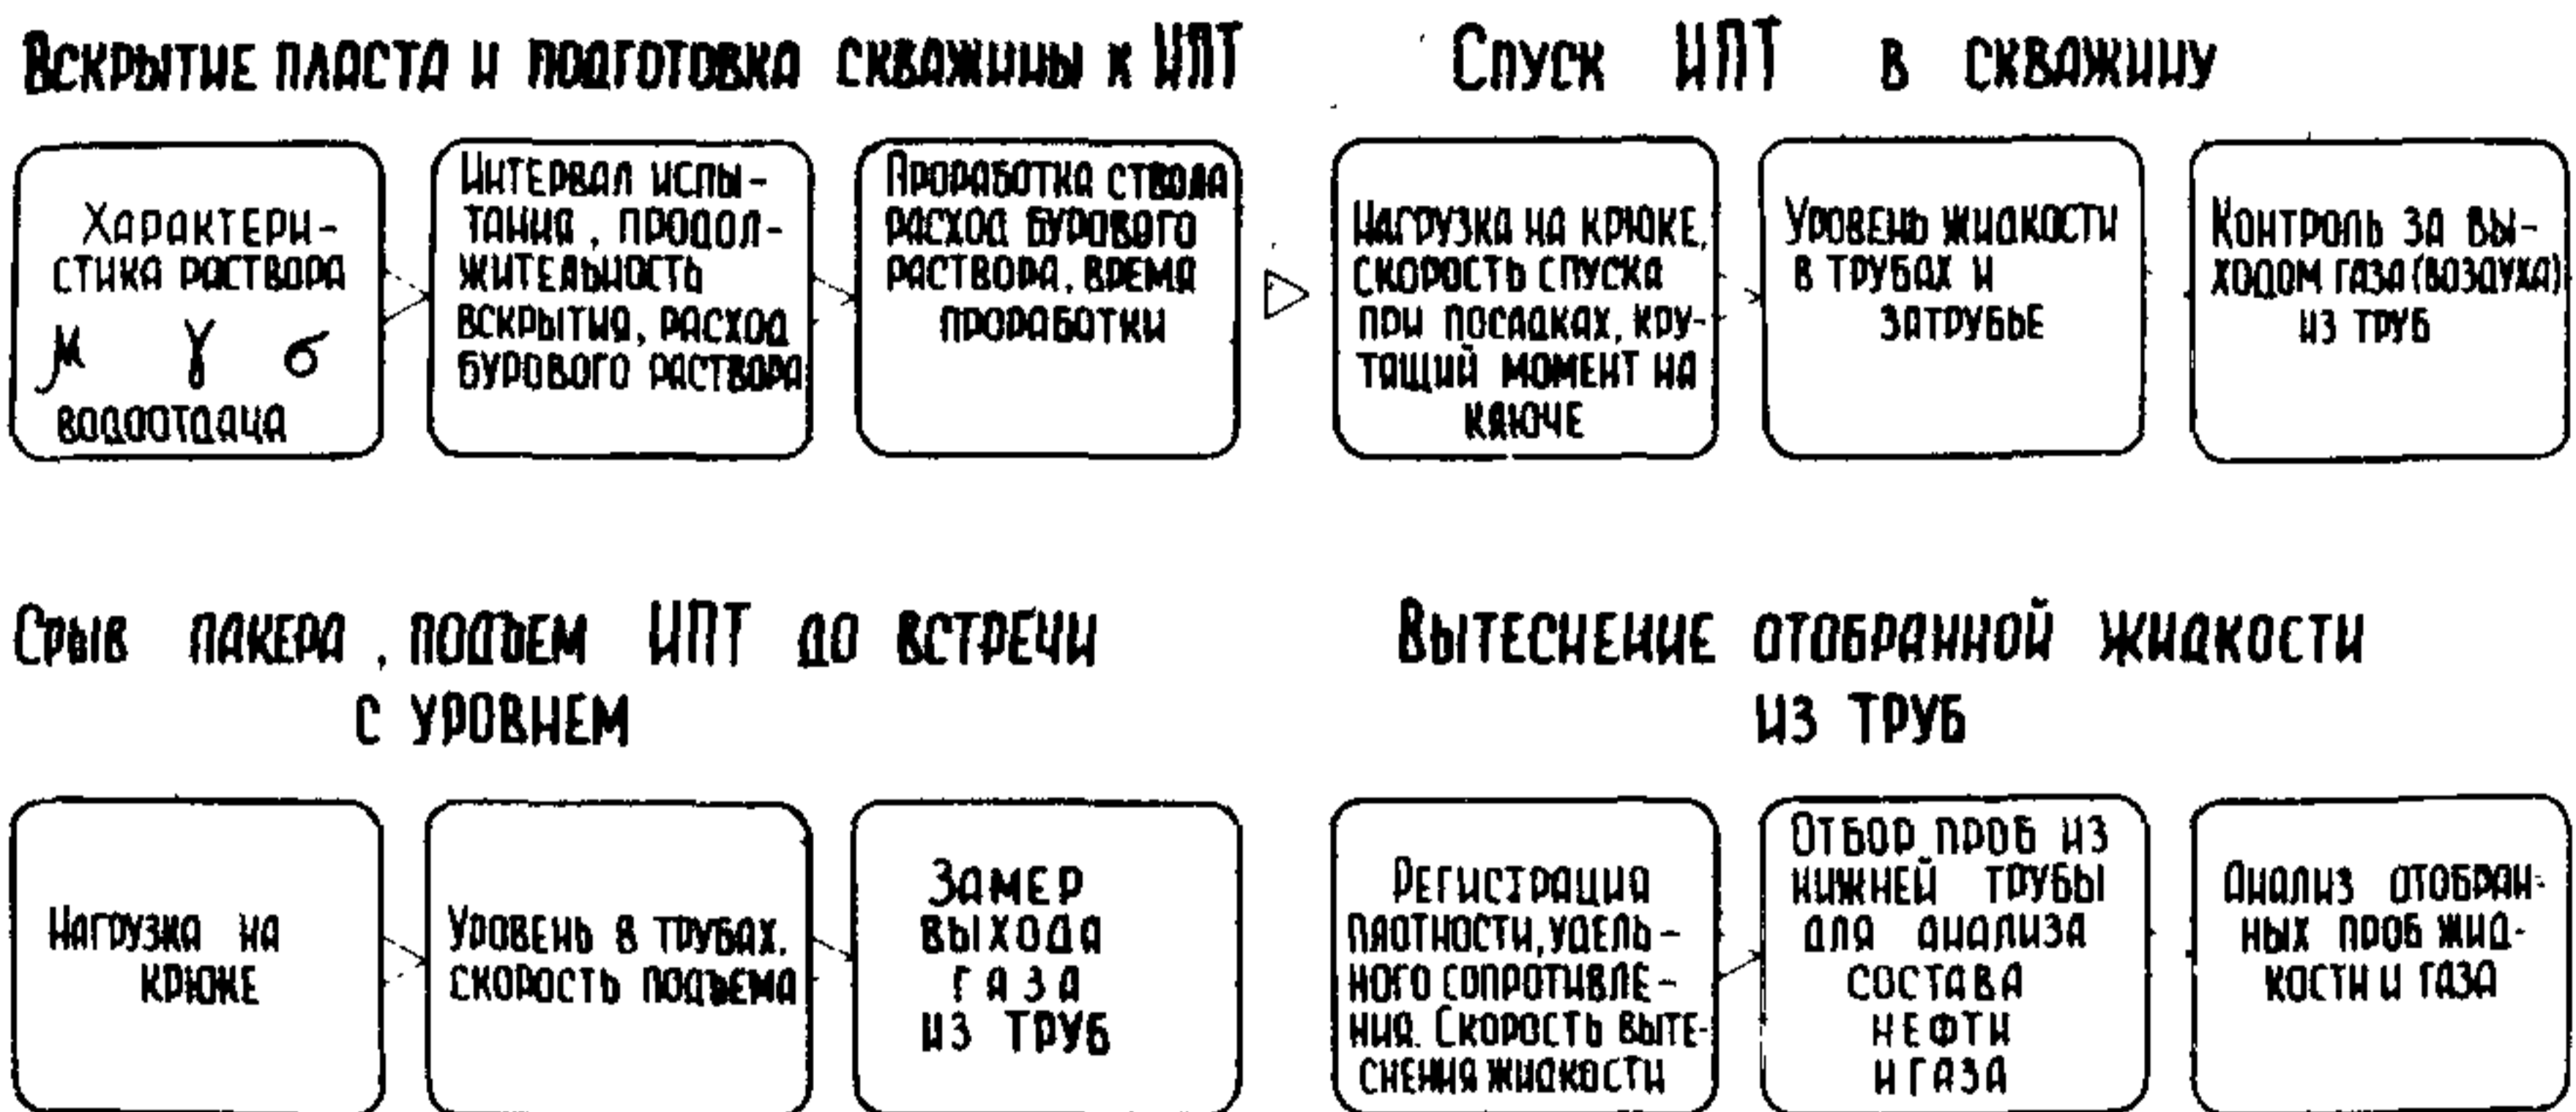 Вскрытие пласта и подготовка скважины к ИПТ
Характери-
стика раствора
μ γ σ
водоотдача
Интервал испы-
тания, продол-
жительность
вскрытия, расход
бурового раствора
Проработка ствола
расход бурового
раствора, время
проработки
Спуск ИПТ в скважину
Нагрузка на крюке,
скорость спуска
при посадках, кру-
тящий момент на
ключе
Уровень жидкости
в трубах и
затрубье
Контроль за вы-
ходом газа (воздуха)
из труб
Срыв пакера, подъем ИПТ до встречи
с уровнем
Нагрузка на
крюке
Уровень в трубах.
скорость подъема
Замер
выхода
газа
из труб
Вытеснение отобранной жидкости
из труб
Регистрация
плотности, удель-
ного сопротивле-
ния. Скорость выте-
снения жидкости
Отбор проб из
нижней трубы
для анализа
состава
нефти
и газа
Анализ отобран-
ных проб жид-
кости и газа